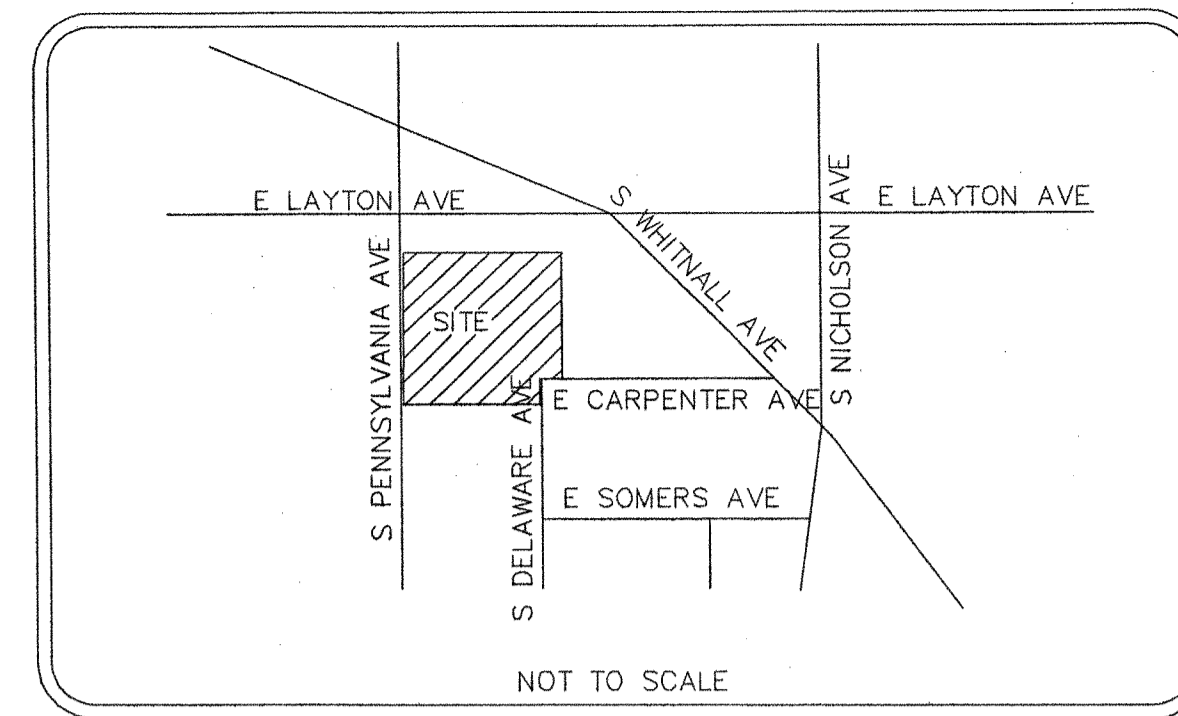 E LAYTON AVE
E LAYTON AVE
S WHITNALL AVE
S NICHOLSON AVE
S PENNSYLVANIA AVE
SITE
E CARPENTER AVE
S DELAWARE AVE
E SOMERS AVE
NOT TO SCALE